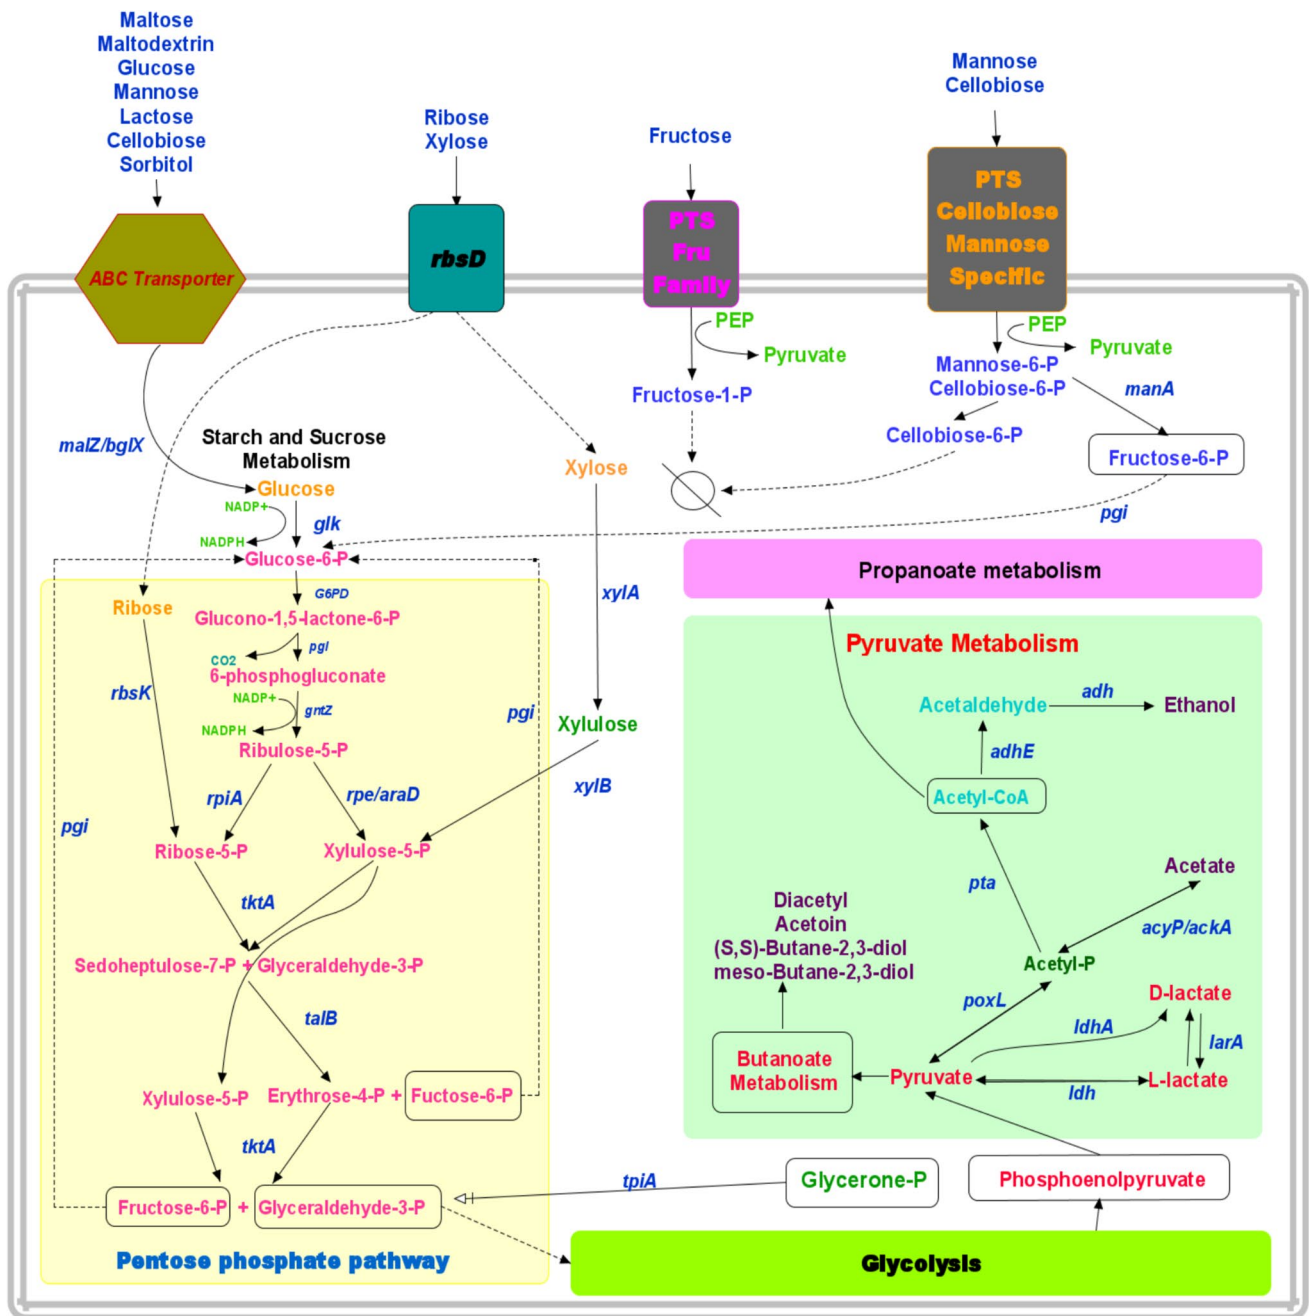 Maltose
Maltodextrin
Glucose
Mannose
Lactose
Cellobiose
Sorbitol
Ribose
Xylose
Fructose
Mannose
Cellobiose
ABC Transporter
rbsD
PTS
Fru
Family
PTS
Cellobiose
Mannose
Specific
PEP
Pyruvate
PEP
Pyruvate
Fructose-1-P
Mannose-6-P
Cellobiose-6-P
manA
Cellobiose-6-P
Fructose-6-P
pgi
malZ/bglX
Starch and Sucrose
Metabolism
Glucose
NADP+
glk
NADPH
Glucose-6-P
Xylose
xylA
Xylulose
xylB
Ribose
G6PD
Glucono-1,5-lactone-6-P
pgl
CO2
6-phosphogluconate
rbsK
NADP+
gntZ
NADPH
pgi
Ribulose-5-P
rpiA
rpe/araD
pgi
Ribose-5-P
Xylulose-5-P
tktA
Sedoheptulose-7-P + Glyceraldehyde-3-P
talB
Xylulose-5-P
Erythrose-4-P + Fuctose-6-P
tktA
Fructose-6-P + Glyceraldehyde-3-P
Pentose phosphate pathway
Propanoate metabolism
Pyruvate Metabolism
Acetaldehyde
adh
Ethanol
adhE
Acetyl-CoA
pta
Acetate
acyP/ackA
Diacetyl
Acetoin
(S,S)-Butane-2,3-diol
meso-Butane-2,3-diol
Acetyl-P
poxL
D-lactate
ldhA
larA
Butanoate
Metabolism
Pyruvate
L-lactate
ldh
tpiA
Glycerone-P
Phosphoenolpyruvate
Glycolysis